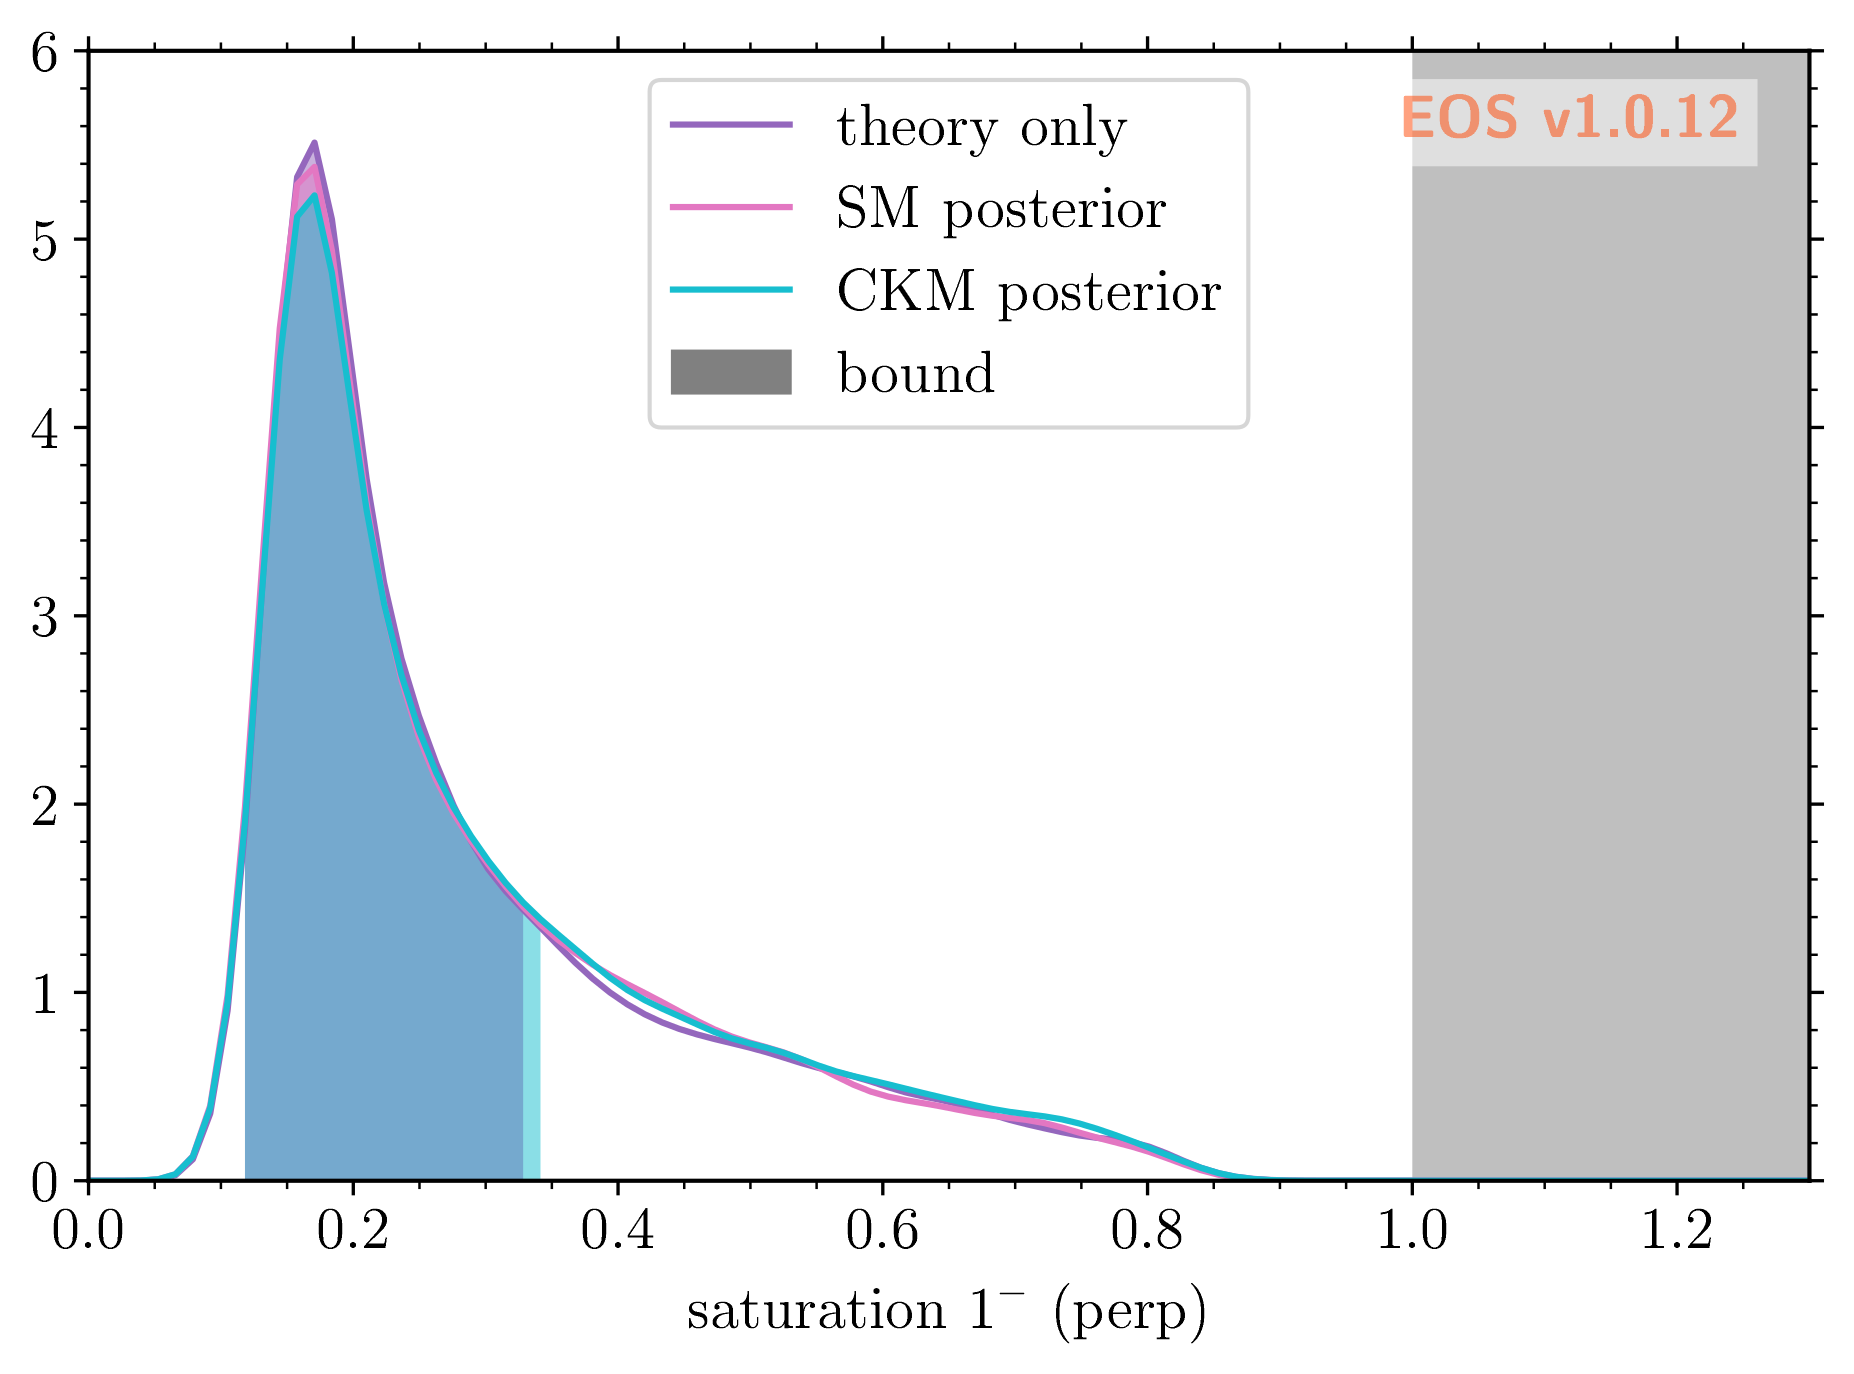 6
5
4
3
2
1
0
EOS v1.0.12
theory only
SM posterior
CKM posterior
bound
0.0 0.2 0.4 0.6 0.8 1.0 1.2
saturation 1⁻ (perp)